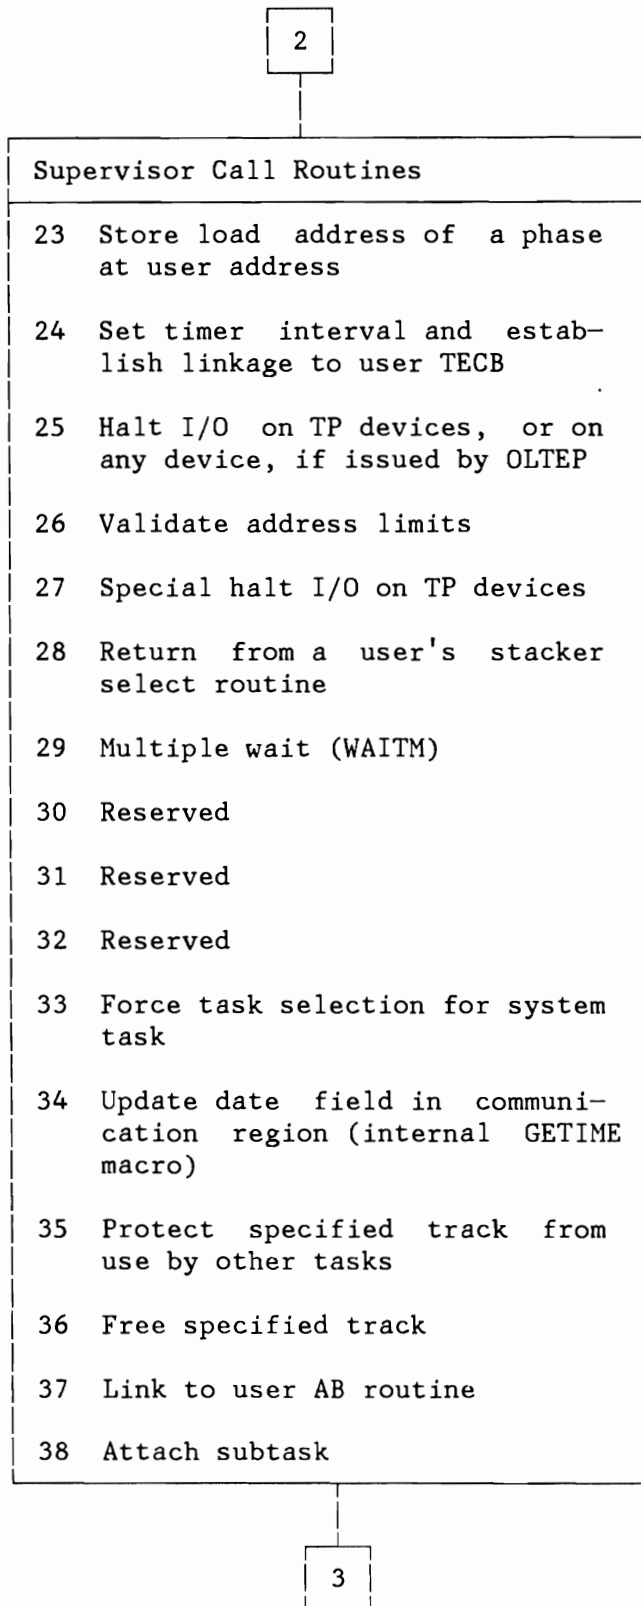 2
Supervisor Call Routines
23 Store load address of a phase
at user address
24 Set timer interval and estab-
lish linkage to user TECB
25 Halt I/O on TP devices, or on
any device, if issued by OLTEP
26 Validate address limits
27 Special halt I/O on TP devices
28 Return from a user's stacker
select routine
29 Multiple wait (WAITM)
30 Reserved
31 Reserved
32 Reserved
33 Force task selection for system
task
34 Update date field in communi-
cation region (internal GETIME
macro)
35 Protect specified track from
use by other tasks
36 Free specified track
37 Link to user AB routine
38 Attach subtask
3